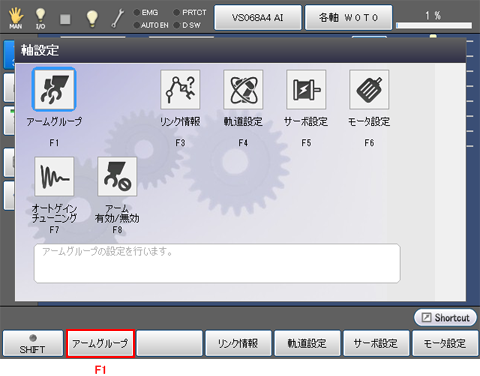 MAN
I/O
EMG
AUTO EN
PRTCT
D SW
VS068A4 AI
各軸 W0T0
1 %
軸設定
アームグループ
F1
リンク情報
F3
軌道設定
F4
サーボ設定
F5
モータ設定
F6
オートゲイン
チューニング
F7
アーム
有効/無効
F8
アームグループの設定を行います。
Shortcut
SHIFT
アームグループ
リンク情報
軌道設定
サーボ設定
モータ設定
F1